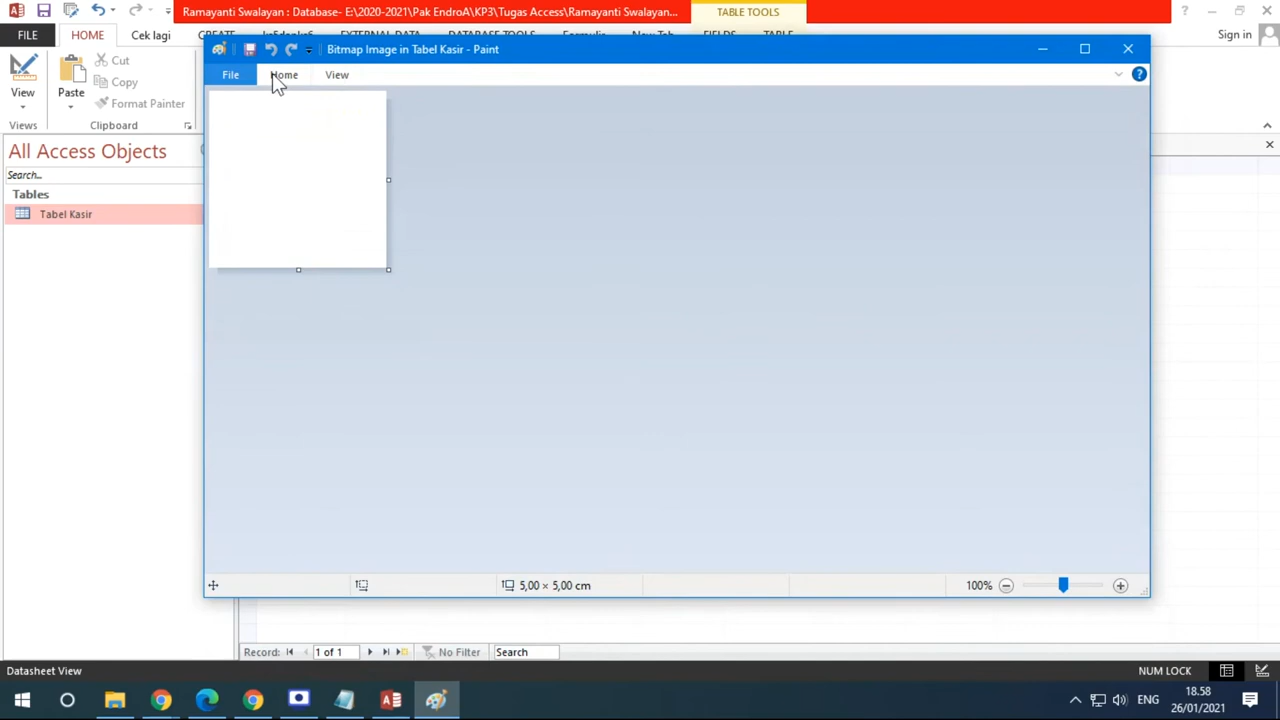 Ramayanti Swalayan : Database- E:\2020-2021\Pak EndroA\KP3\Tugas Access\Ramayanti Swalayan...
TABLE TOOLS
Sign in
FILE
HOME
Cek lagi
Bitmap Image in Tabel Kasir - Paint
View
Views
Paste
Cut
Copy
Format Painter
Clipboard
File
Home
View
All Access Objects
Search...
Tables
Tabel Kasir
5,00 × 5,00 cm
100%
Record:
1 of 1
No Filter
Search
Datasheet View
NUM LOCK
ENG
18.58
26/01/2021